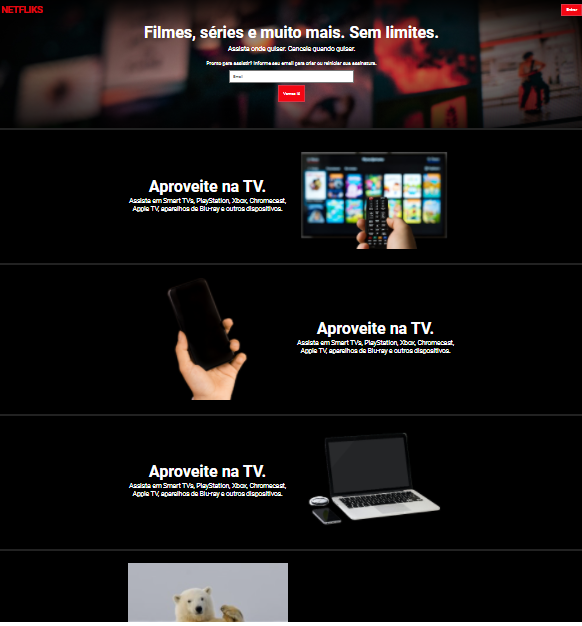 NETFLIKS
Entrar
Filmes, séries e muito mais. Sem limites.
Assista onde quiser. Cancele quando quiser.
Pronto para assistir? Informe seu email para criar ou reiniciar sua assinatura.
Email
Vamos lá
Aproveite na TV.
Assista em Smart TVs, PlayStation, Xbox, Chromecast,
Apple TV, aparelhos de Blu-ray e outros dispositivos.
Aproveite na TV.
Assista em Smart TVs, PlayStation, Xbox, Chromecast,
Apple TV, aparelhos de Blu-ray e outros dispositivos.
Aproveite na TV.
Assista em Smart TVs, PlayStation, Xbox, Chromecast,
Apple TV, aparelhos de Blu-ray e outros dispositivos.